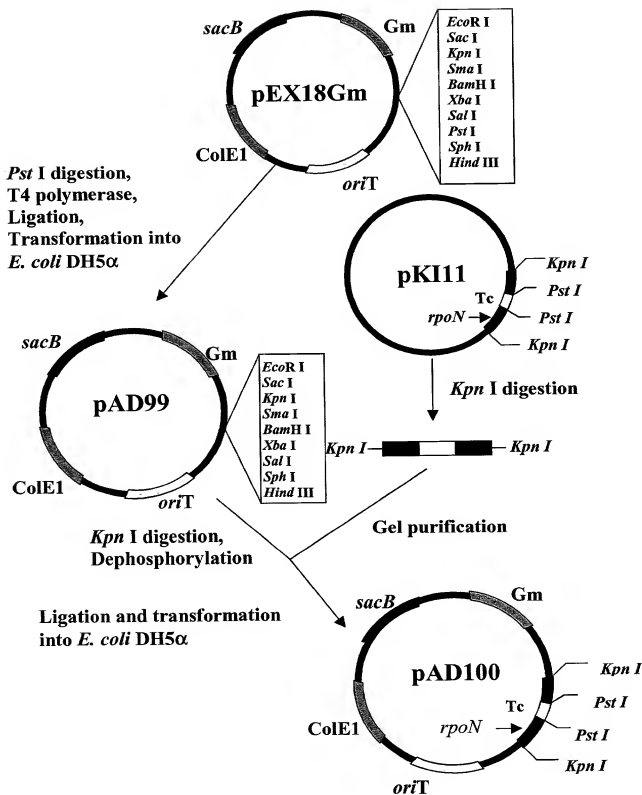 sacB
Gm
pEX18Gm
ColE1
oriT
EcoR I
Sac I
Kpn I
Sma I
BamH I
Xba I
Sal I
Pst I
Sph I
Hind III
Pst I digestion,
T4 polymerase,
Ligation,
Transformation into
E. coli DH5α
pKI11
Tc
rpoN
Kpn I
Pst I
Pst I
Kpn I
Kpn I digestion
Kpn I
Kpn I
Gel purification
sacB
Gm
pAD99
ColE1
oriT
EcoR I
Sac I
Kpn I
Sma I
BamH I
Xba I
Sal I
Sph I
Hind III
Kpn I digestion,
Dephosphorylation
Ligation and transformation
into E. coli DH5α
sacB
Gm
pAD100
Tc
rpoN
ColE1
oriT
Kpn I
Pst I
Pst I
Kpn I